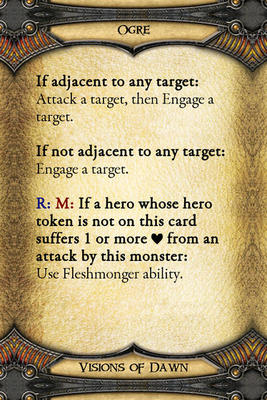 Ogre
If adjacent to any target:
Attack a target, then Engage a
target.
If not adjacent to any target:
Engage a target.
R: M: If a hero whose hero
token is not on this card
suffers 1 or more ♥ from an
attack by this monster:
Use Fleshmonger ability.
Visions of Dawn